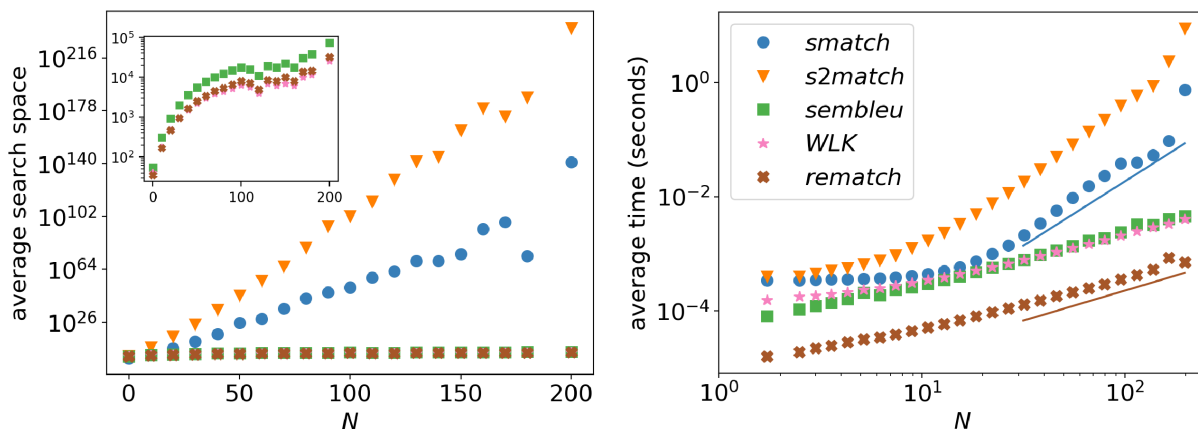 average search space
10^216
10^178
10^140
10^102
10^64
10^26
0
50
100
150
200
N
10^5
10^4
10^3
10^2
0
100
200
average time (seconds)
10^0
10^-2
10^-4
10^0
10^1
10^2
N
smatch
s2match
sembleu
WLK
rematch